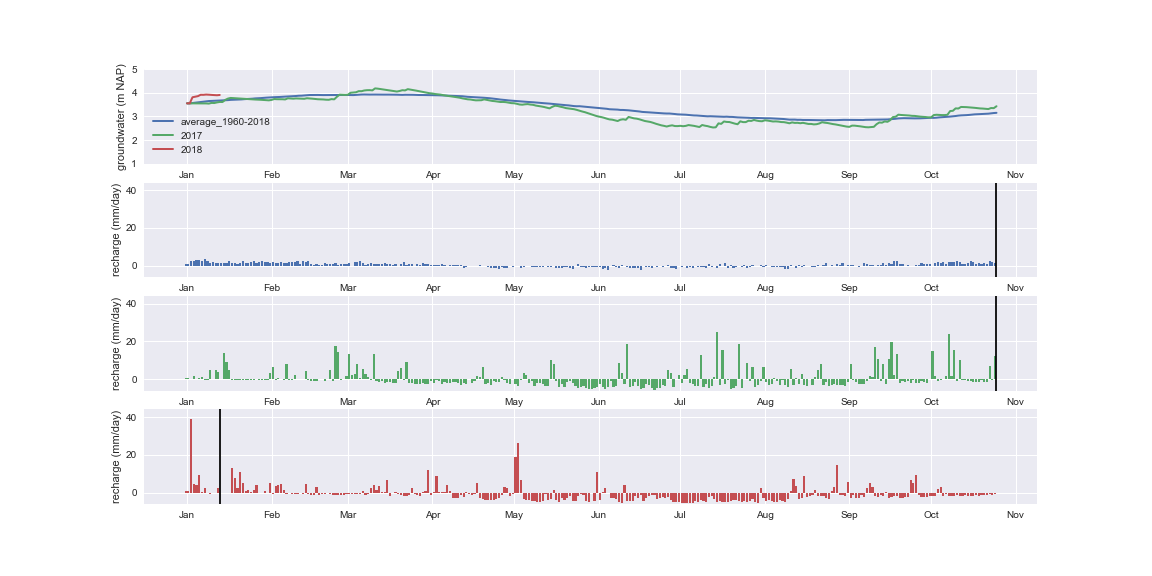 groundwater (m NAP)
5
4
3
2
1
average_1960-2018
2017
2018
Jan Feb Mar Apr May Jun Jul Aug Sep Oct Nov
recharge (mm/day)
40
20
0
Jan Feb Mar Apr May Jun Jul Aug Sep Oct Nov
recharge (mm/day)
40
20
0
Jan Feb Mar Apr May Jun Jul Aug Sep Oct Nov
recharge (mm/day)
40
20
0
Jan Feb Mar Apr May Jun Jul Aug Sep Oct Nov